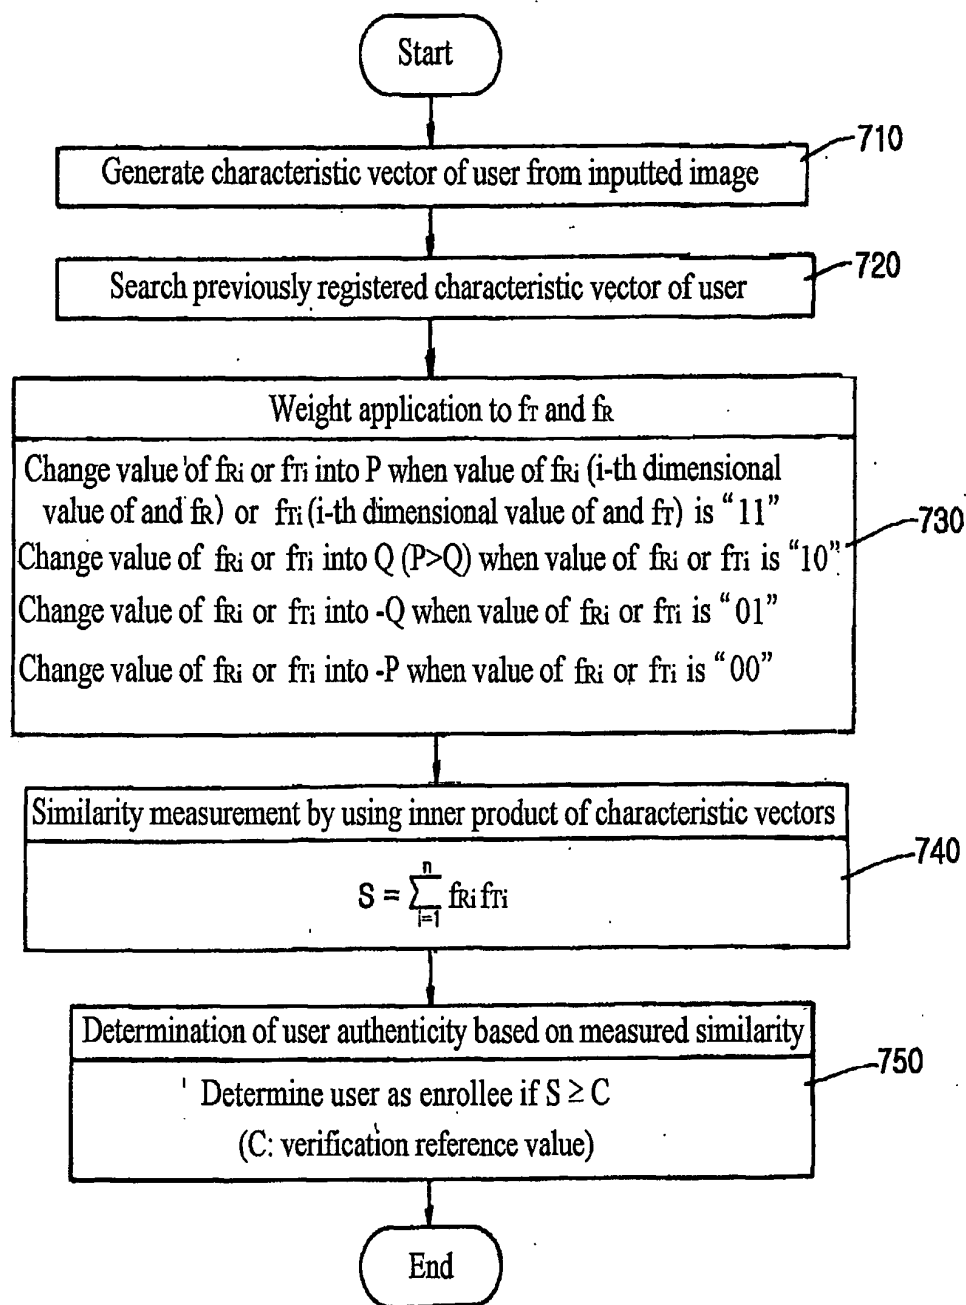 Start
710
Generate characteristic vector of user from inputted image
720
Search previously registered characteristic vector of user
Weight application to fT and fR
Change value of fRi or fTi into P when value of fRi (i-th dimensional
value of and fR) or fTi (i-th dimensional value of and fT) is “11”
730
Change value of fRi or fTi into Q (P>Q) when value of fRi or fTi is “10”
Change value of fRi or fTi into -Q when value of fRi or fTi is “01”
Change value of fRi or fTi into -P when value of fRi or fTi is “00”
Similarity measurement by using inner product of characteristic vectors
740
S = n∑i=1 fRi fTi
Determination of user authenticity based on measured similarity
750
Determine user as enrollee if S ≥ C
(C: verification reference value)
End